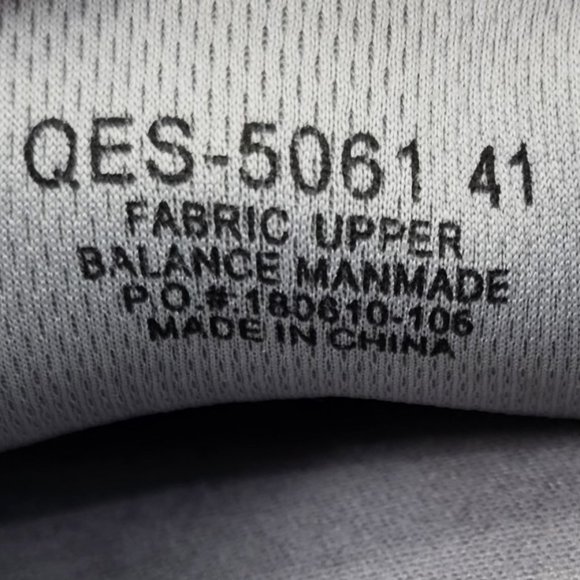 QES-5061 41
FABRIC UPPER
BALANCE MANMADE
P.O.#.180610-106
MADE IN CHINA